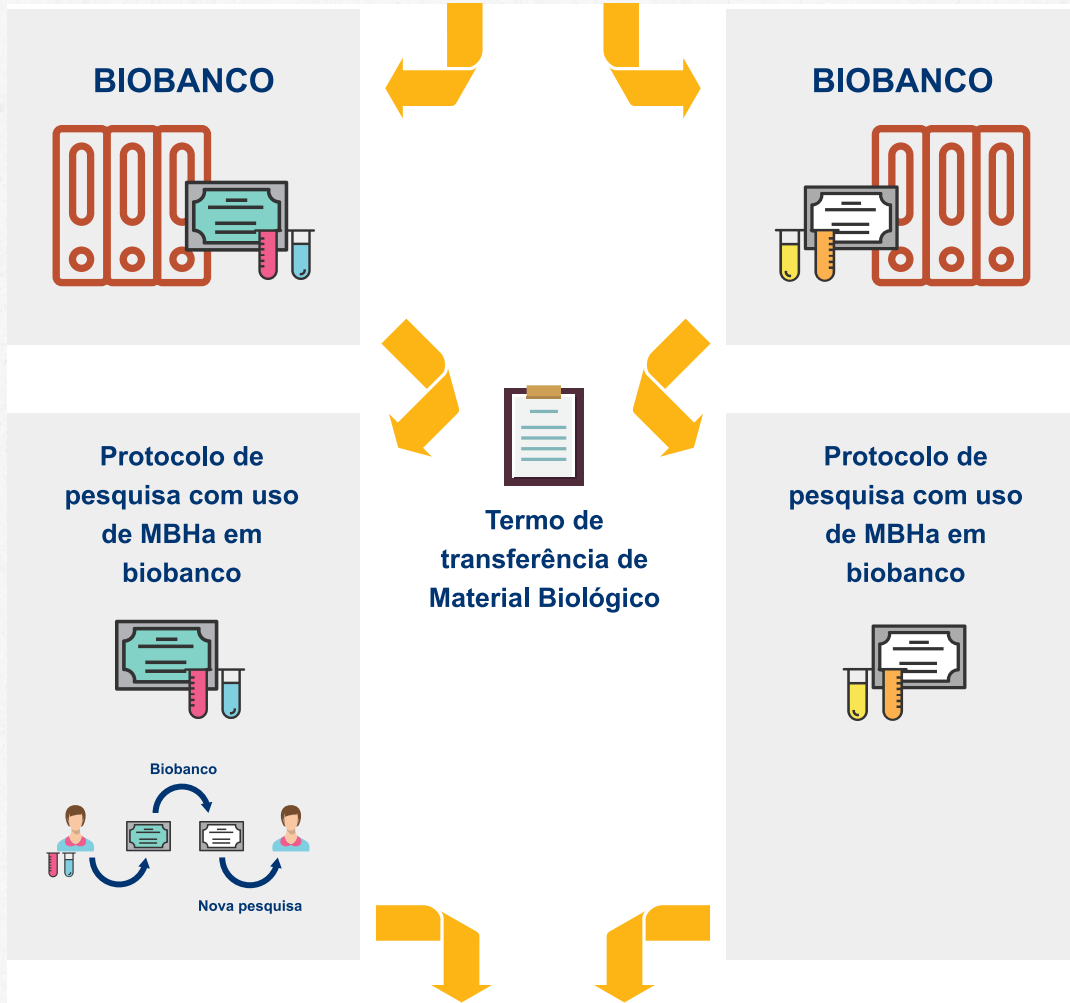 BIOBANCO
BIOBANCO
Protocolo de
pesquisa com uso
de MBHa em
biobanco
Biobanco
Nova pesquisa
Termo de
transferência de
Material Biológico
Protocolo de
pesquisa com uso
de MBHa em
biobanco